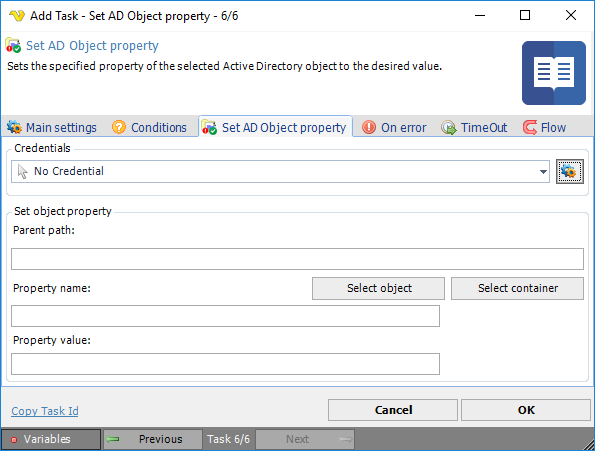 Add Task - Set AD Object property - 6/6
Set AD Object property
Sets the specified property of the selected Active Directory object to the desired value.
Main settings Conditions Set AD Object property On error TimeOut Flow
Credentials
No Credential
Set object property
Parent path:
Property name: Select object Select container
Property value:
Copy Task Id Cancel OK
Variables Previous Task 6/6 Next